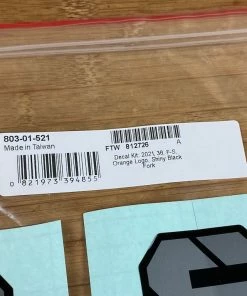 803-01-521
Made in Taiwan
FTW 812726 A
Decal Kit: 2021, 36, F-S,
Orange Logo, Shiny Black
Fork
0 821973 394855